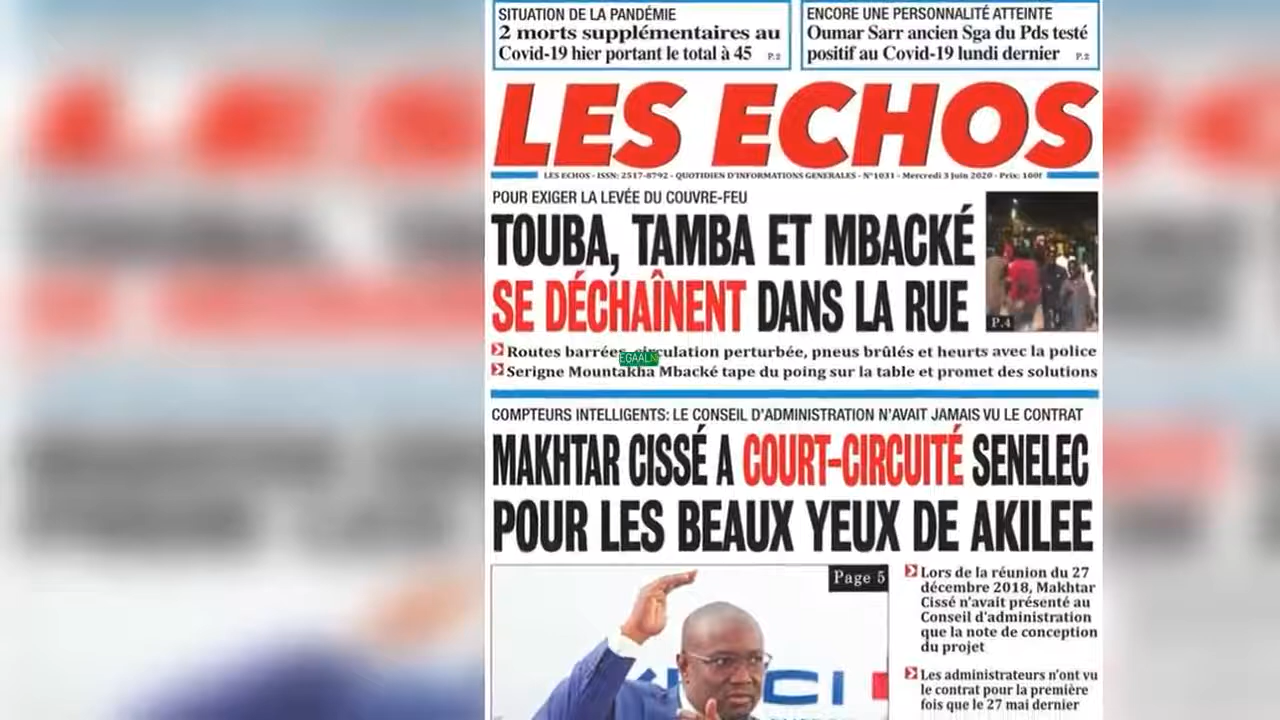 SITUATION DE LA PANDÉMIE
2 morts supplémentaires au
Covid-19 hier portant le total à 45 P.2
ENCORE UNE PERSONNALITÉ ATTEINTE
Oumar Sarr ancien Sga du Pds testé
positif au Covid-19 lundi dernier P.2
LES ECHOS
LES ECHOS - ISSN: 2517-8792 - QUOTIDIEN D'INFORMATIONS GENERALES - N°1031 - Mercredi 3 Juin 2020 - Prix: 100f
POUR EXIGER LA LEVÉE DU COUVRE-FEU
TOUBA, TAMBA ET MBACKÉ
SE DÉCHAÎNENT DANS LA RUE
P.4
Routes barrées, circulation perturbée, pneus brûlés et heurts avec la police
EGAAL
Serigne Mountakha Mbacké tape du poing sur la table et promet des solutions
COMPTEURS INTELLIGENTS: LE CONSEIL D'ADMINISTRATION N'AVAIT JAMAIS VU LE CONTRAT
MAKHTAR CISSÉ A COURT-CIRCUITÉ SENELEC
POUR LES BEAUX YEUX DE AKILEE
Page 5
CI
Lors de la réunion du 27
décembre 2018, Makhtar
Cissé n'avait présenté au
Conseil d'administration
que la note de conception
du projet
Les administrateurs n'ont vu
le contrat pour la première
fois que le 27 mai dernier